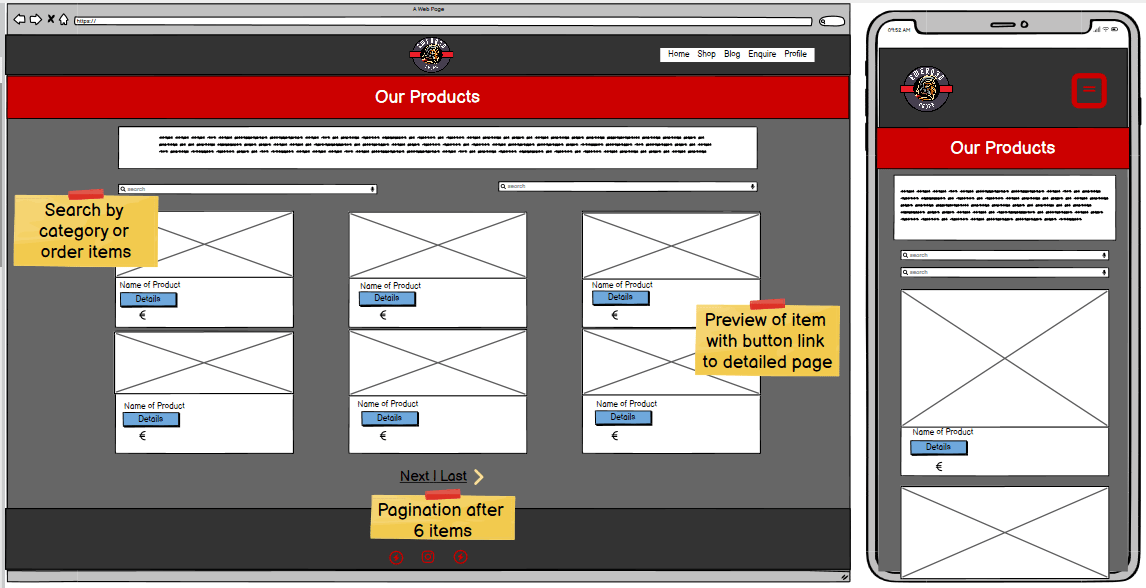 A Web Page
https://
Home Shop Blog Enquire Profile
Our Products
search
search
Search by
category or
order items
Name of Product
Details
€
Name of Product
Details
€
Name of Product
Details
€
Preview of item
with button link
to detailed page
Name of Product
Details
€
Name of Product
Details
€
Name of Product
Details
€
Next | Last
Pagination after
6 items
09:52 AM
Our Products
search
search
Name of Product
Details
€